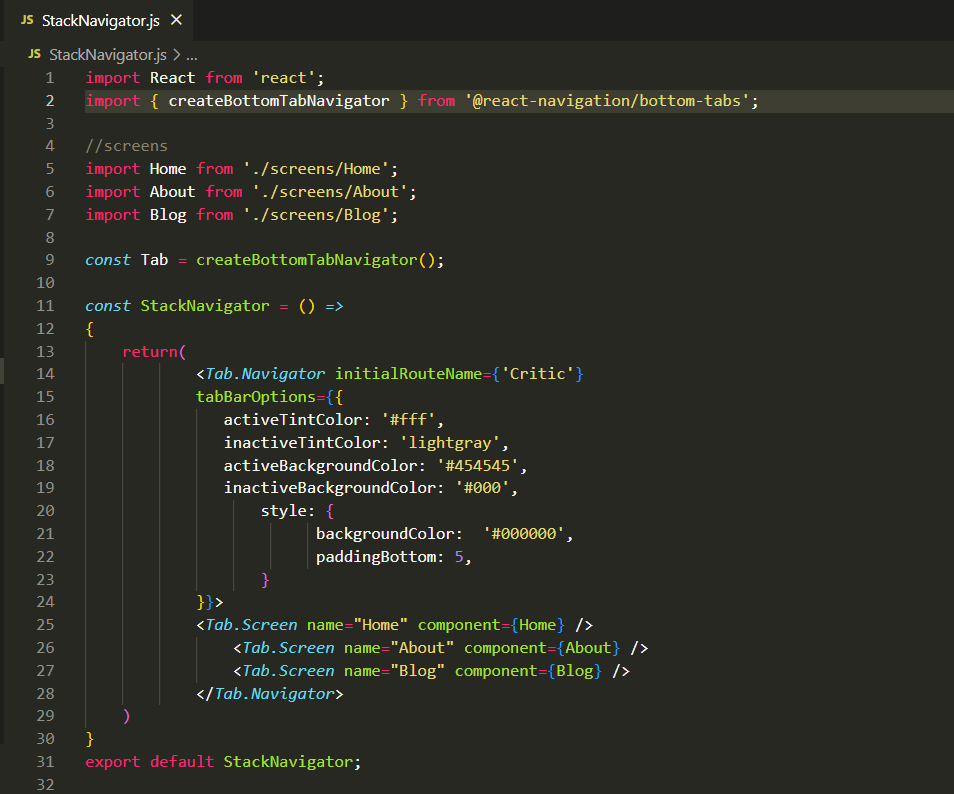 JS StackNavigator.js ×
JS StackNavigator.js > ...
1 import React from 'react';
2 import { createBottomTabNavigator } from '@react-navigation/bottom-tabs';
3
4 //screens
5 import Home from './screens/Home';
6 import About from './screens/About';
7 import Blog from './screens/Blog';
8
9 const Tab = createBottomTabNavigator();
10
11 const StackNavigator = () =>
12 {
13     return(
14             <Tab.Navigator initialRouteName={'Critic'}
15             tabBarOptions={{
16                activeTintColor: '#fff',
17                inactiveTintColor: 'lightgray',
18                activeBackgroundColor: '#454545',
19                inactiveBackgroundColor: '#000',
20                    style: {
21                          backgroundColor:  '#000000',
22                          paddingBottom: 5,
23                    }
24             }}>
25             <Tab.Screen name="Home" component={Home} />
26                 <Tab.Screen name="About" component={About} />
27                 <Tab.Screen name="Blog" component={Blog} />
28             </Tab.Navigator>
29     )
30 }
31 export default StackNavigator;
32